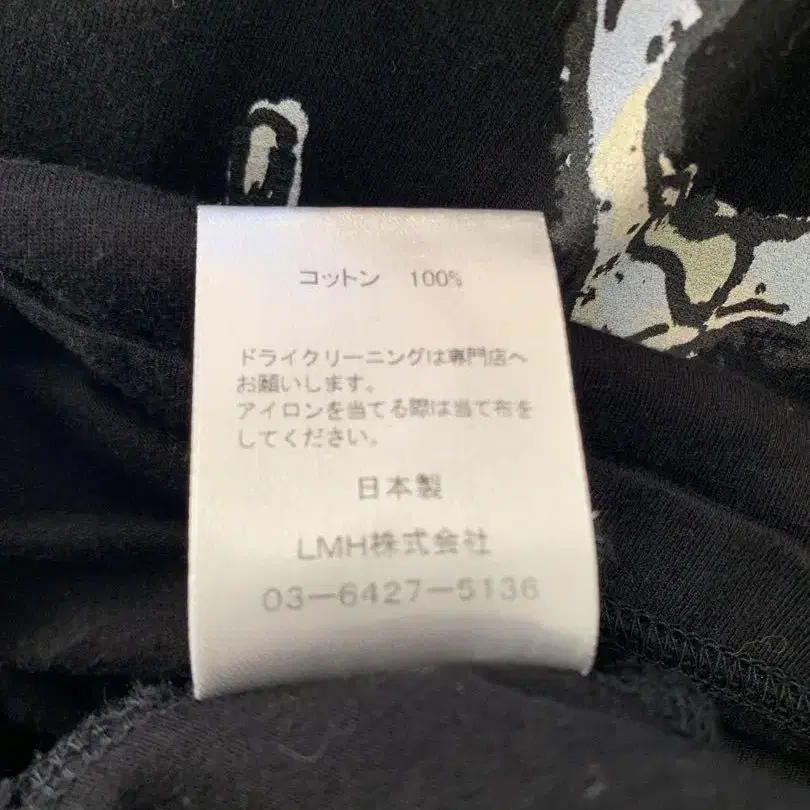 コットン　100%
ドライクリーニングは専門店へ
お願いします。
アイロンを当てる際は当て布を
してください。
日本製
LMH株式会社
03－6427－5136